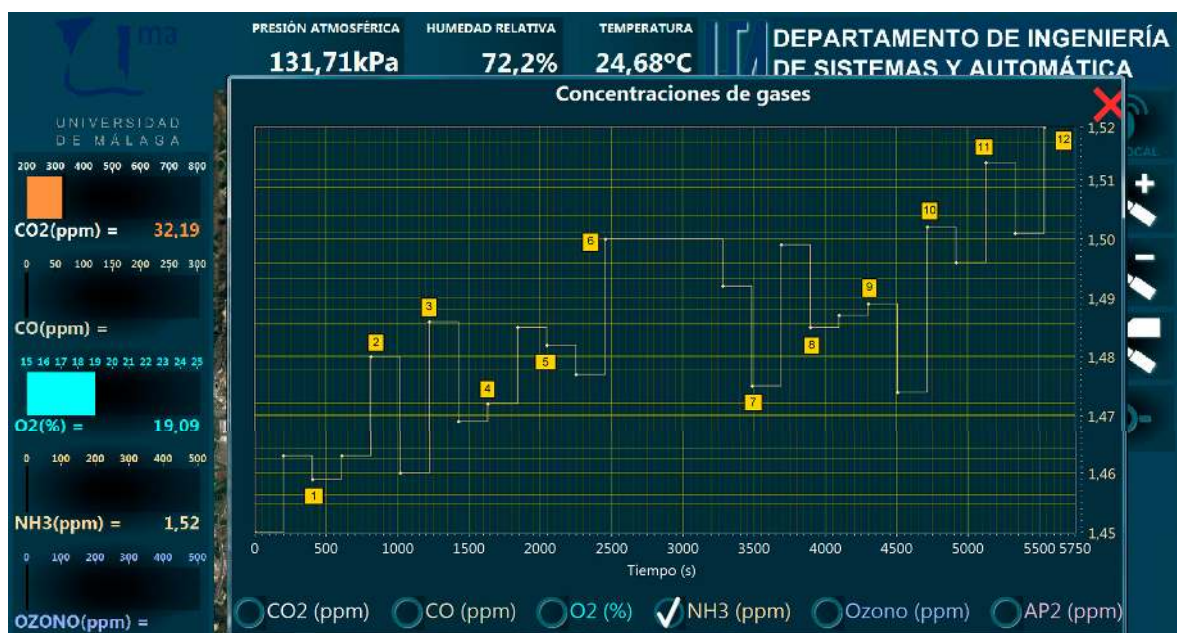 PRESIÓN ATMOSFÉRICA
131,71kPa
HUMEDAD RELATIVA
72,2%
TEMPERATURA
24,68ºC
DEPARTAMENTO DE INGENIERÍA
DE SISTEMAS Y AUTOMÁTICA
uma
UNIVERSIDAD
DE MÁLAGA
200 300 400 500 600 700 800
CO2(ppm) = 32,19
0 50 100 150 200 250 300
CO(ppm) =
15 16 17 18 19 20 21 22 23 24 25
O2(%) = 19,09
0 100 200 300 400 500
NH3(ppm) = 1,52
0 100 200 300 400 500
OZONO(ppm) =
Concentraciones de gases
1,52
1,51
1,50
1,49
1,48
1,47
1,46
1,45
1
2
3
4
5
6
7
8
9
10
11
12
0 500 1000 1500 2000 2500 3000 3500 4000 4500 5000 5500 5750
Tiempo (s)
CO2 (ppm) CO (ppm) O2 (%) NH3 (ppm) Ozono (ppm) AP2 (ppm)